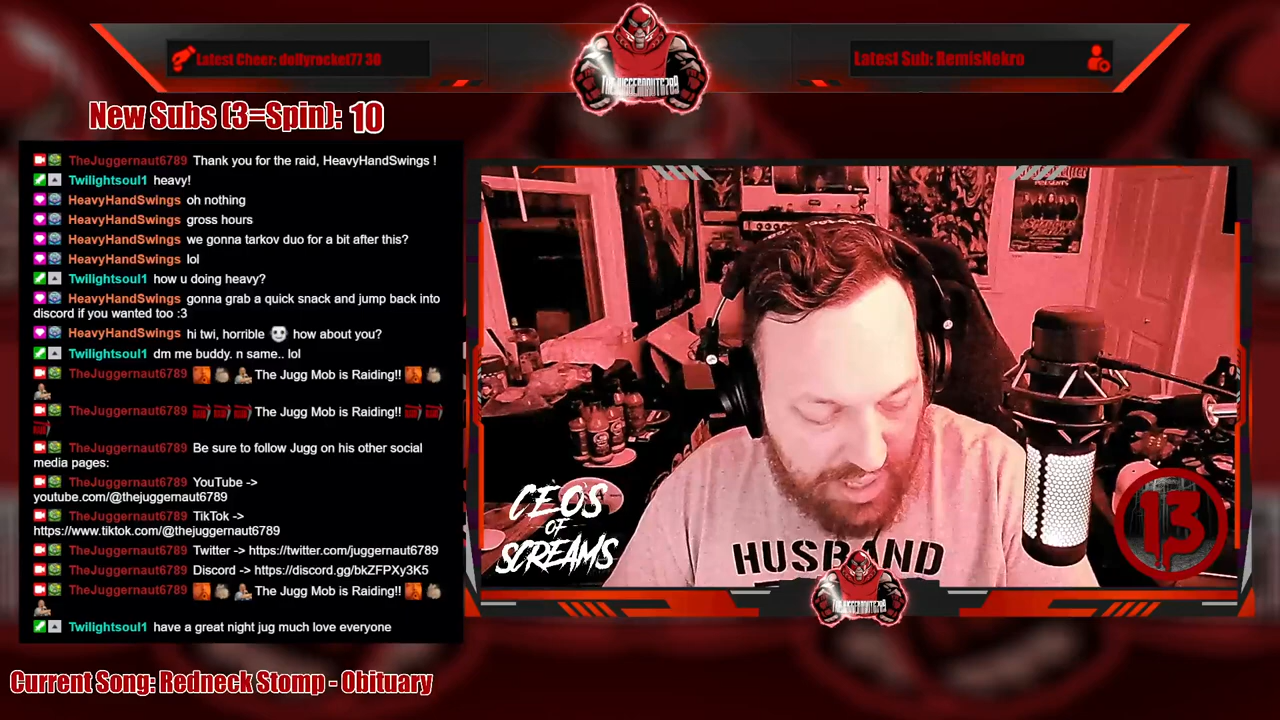 Latest Cheer: dollyrocket77 30
THEJUGGERNAUT6789
Latest Sub: RemisNekro
New Subs (3=Spin): 10
TheJuggernaut6789 Thank you for the raid, HeavyHandSwings !
Twilightsoul1 heavy!
HeavyHandSwings oh nothing
HeavyHandSwings gross hours
HeavyHandSwings we gonna tarkov duo for a bit after this?
HeavyHandSwings lol
Twilightsoul1 how u doing heavy?
HeavyHandSwings gonna grab a quick snack and jump back into
discord if you wanted too :3
HeavyHandSwings hi twi, horrible how about you?
Twilightsoul1 dm me buddy. n same.. lol
TheJuggernaut6789 The Jugg Mob is Raiding!!
TheJuggernaut6789 The Jugg Mob is Raiding!!
TheJuggernaut6789 Be sure to follow Jugg on his other social
media pages:
TheJuggernaut6789 YouTube ->
youtube.com/@thejuggernaut6789
TheJuggernaut6789 TikTok ->
https://www.tiktok.com/@thejuggernaut6789
TheJuggernaut6789 Twitter -> https://twitter.com/juggernaut6789
TheJuggernaut6789 Discord -> https://discord.gg/bkZFPXy3K5
TheJuggernaut6789 The Jugg Mob is Raiding!!
Twilightsoul1 have a great night jug much love everyone
PRESENTS
CEOS
OF
SCREAMS
HUSBAND
13
THEJUGGERNAUT6789
Current Song: Redneck Stomp - Obituary